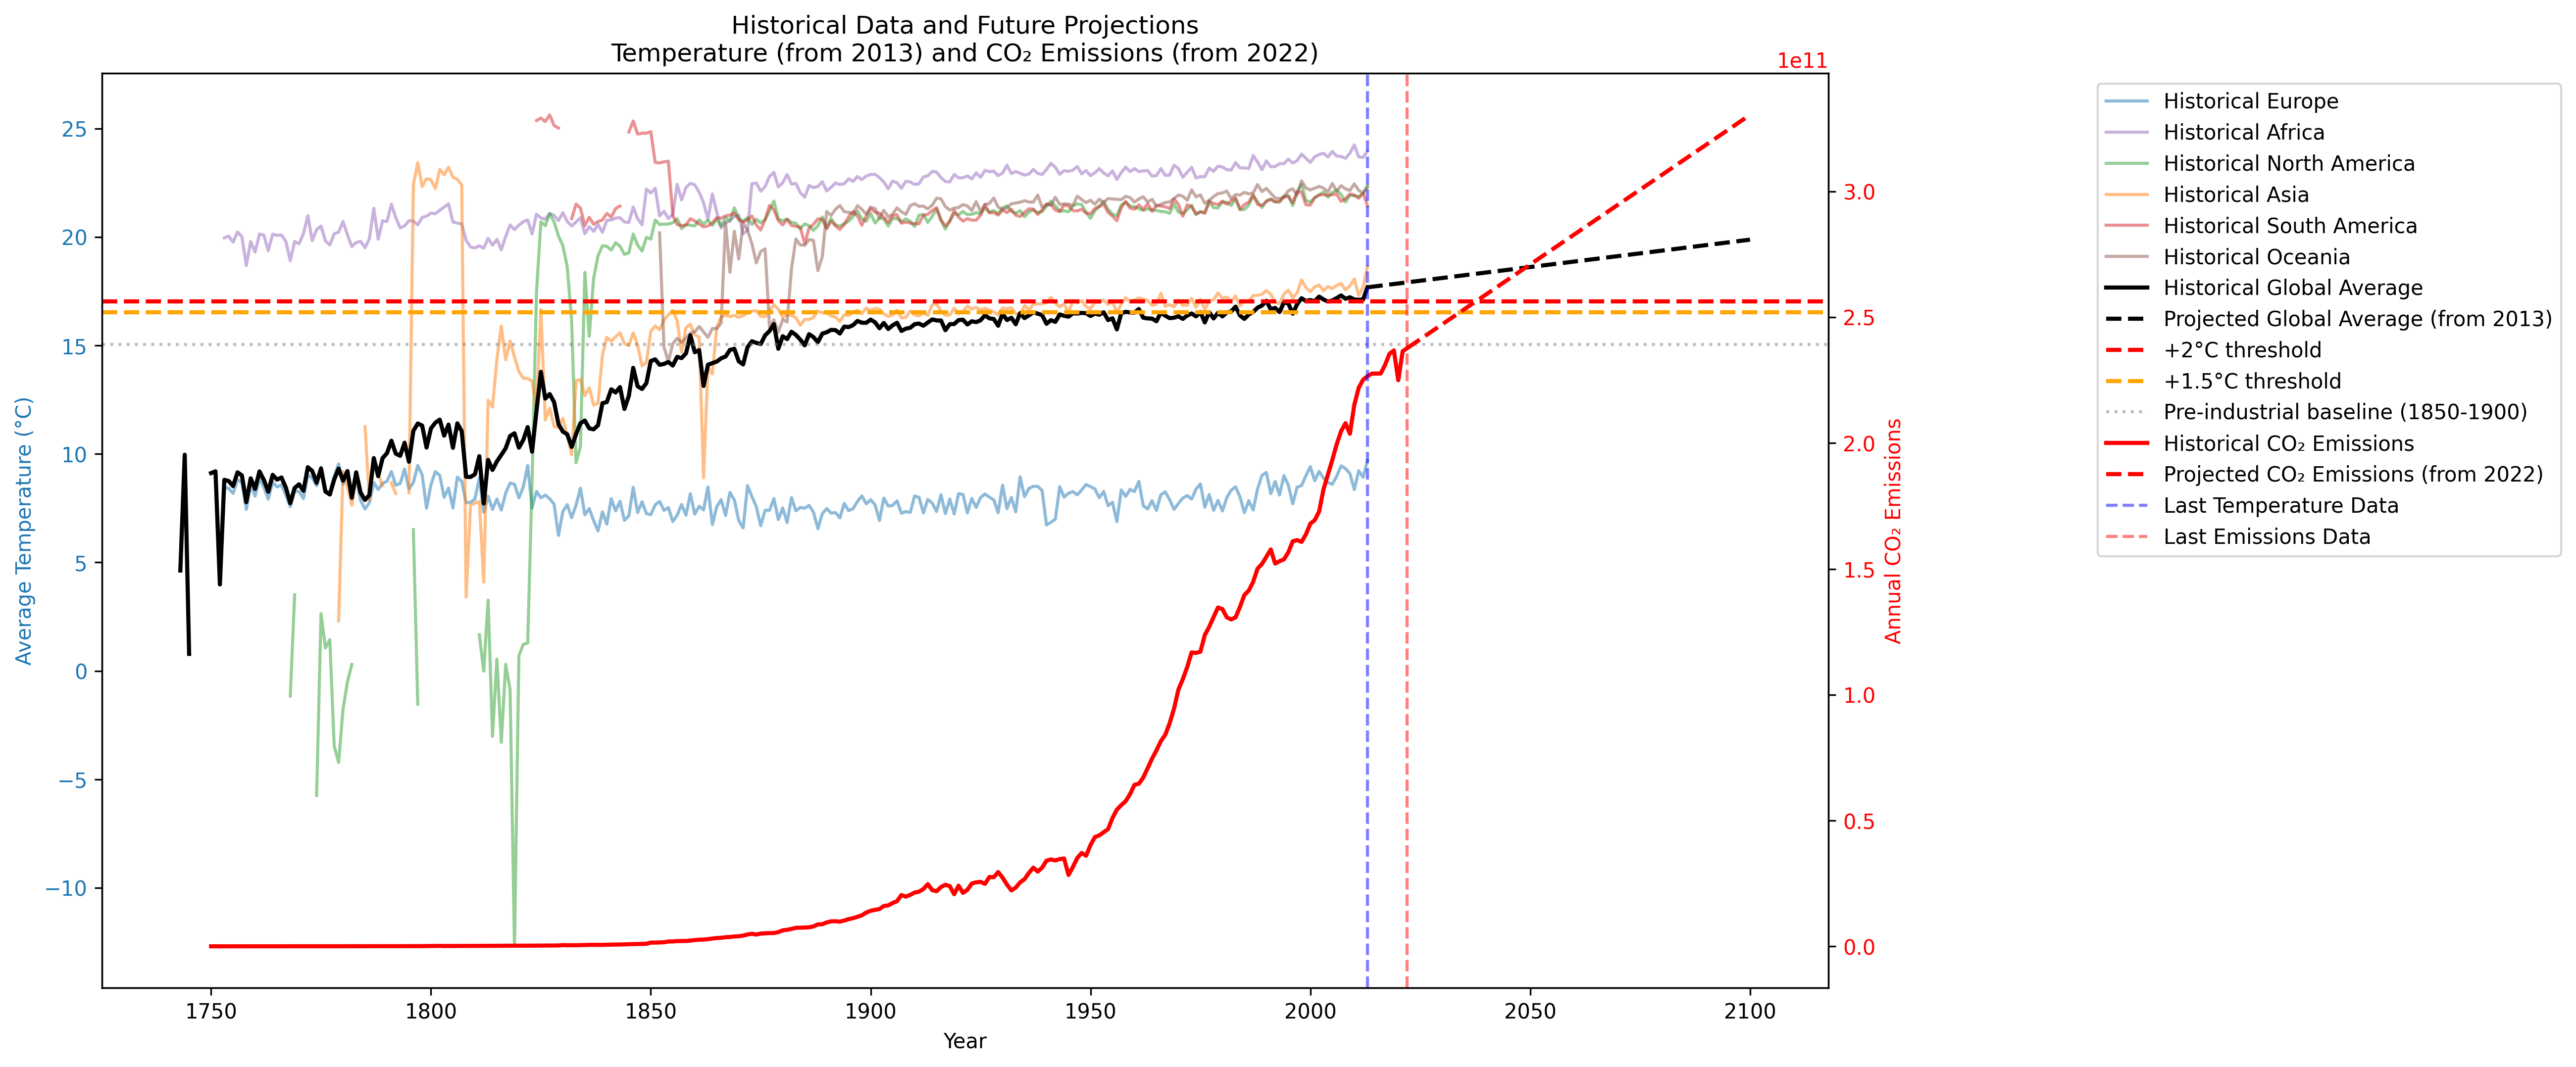 Historical Data and Future Projections
Temperature (from 2013) and CO₂ Emissions (from 2022)
1e11
Average Temperature (°C)
25
20
15
10
5
0
−5
−10
1750
1800
1850
1900
1950
2000
2050
2100
Year
3.0
2.5
2.0
1.5
1.0
0.5
0.0
Annual CO₂ Emissions
Historical Europe
Historical Africa
Historical North America
Historical Asia
Historical South America
Historical Oceania
Historical Global Average
Projected Global Average (from 2013)
+2°C threshold
+1.5°C threshold
Pre-industrial baseline (1850-1900)
Historical CO₂ Emissions
Projected CO₂ Emissions (from 2022)
Last Temperature Data
Last Emissions Data